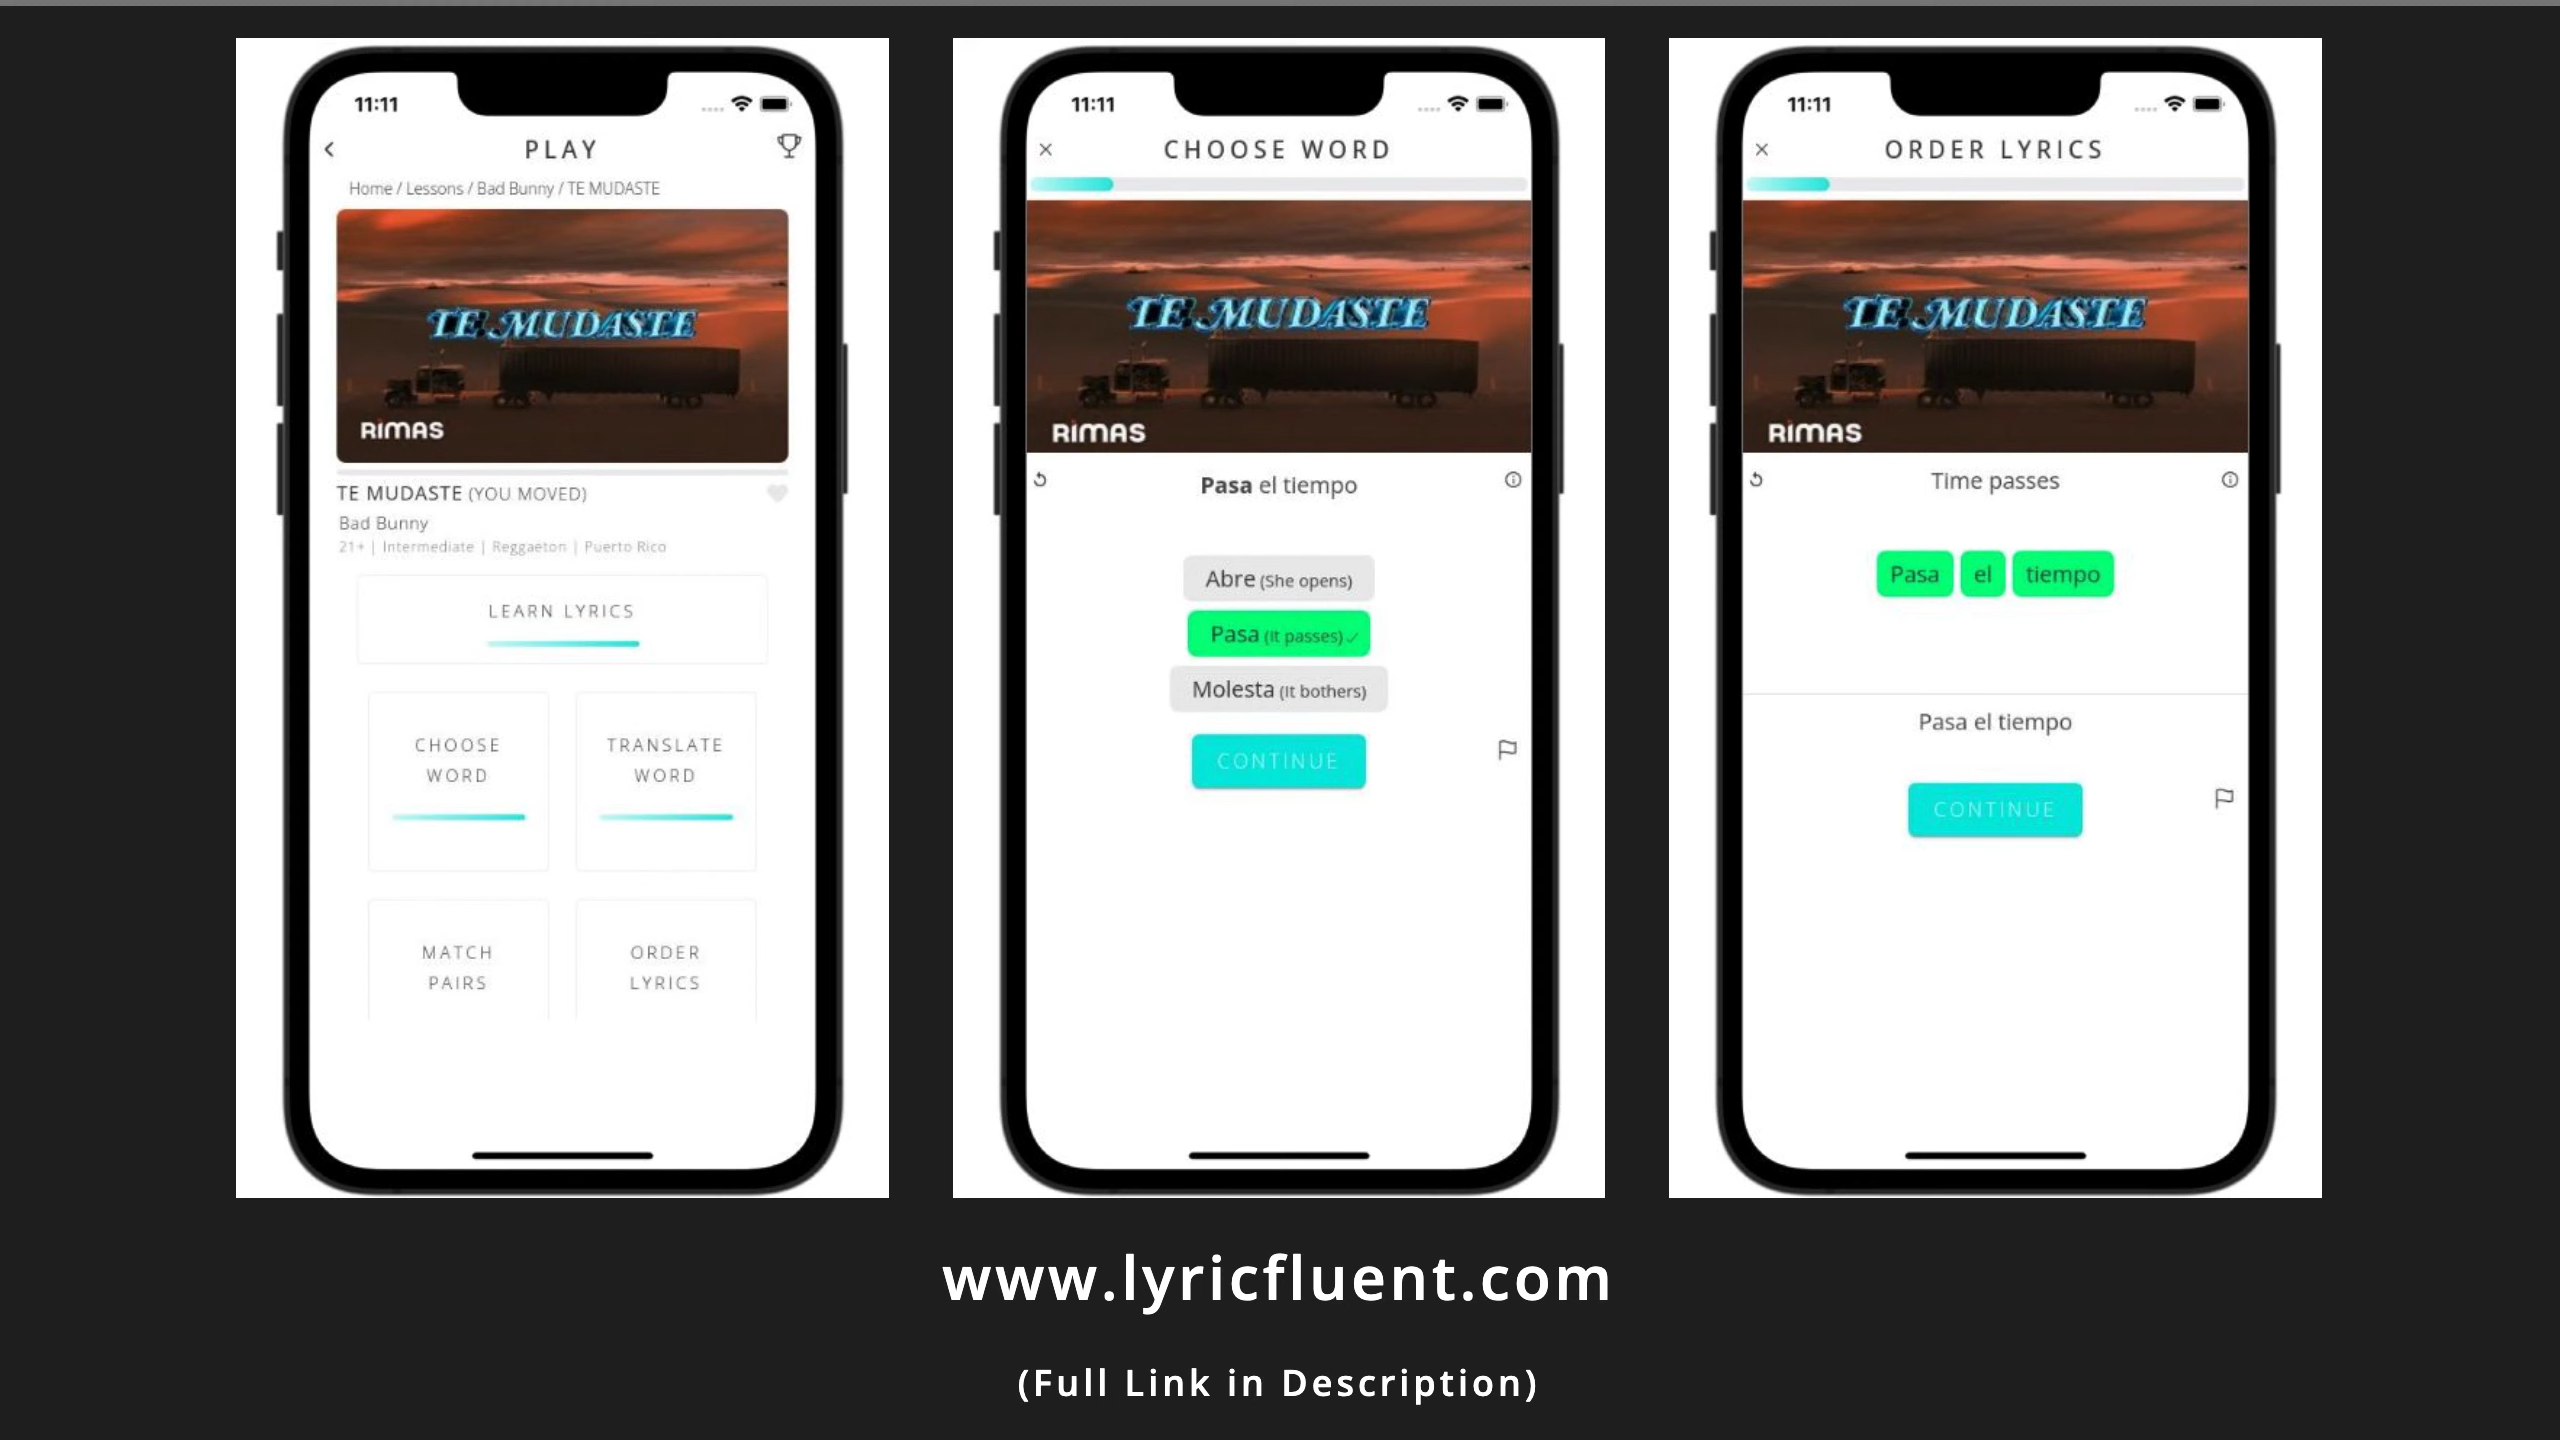 11:11
PLAY
Home / Lessons / Bad Bunny / TE MUDASTE
TE MUDASTE
RIMAS
TE MUDASTE (YOU MOVED)
Bad Bunny
21+ | Intermediate | Reggaeton | Puerto Rico
LEARN LYRICS
CHOOSE
WORD
TRANSLATE
WORD
MATCH
PAIRS
ORDER
LYRICS
11:11
CHOOSE WORD
TE MUDASTE
RIMAS
Pasa el tiempo
Abre (She opens)
Pasa (It passes)
Molesta (It bothers)
CONTINUE
11:11
ORDER LYRICS
TE MUDASTE
RIMAS
Time passes
Pasa el tiempo
Pasa el tiempo
CONTINUE
www.lyricfluent.com
(Full Link in Description)